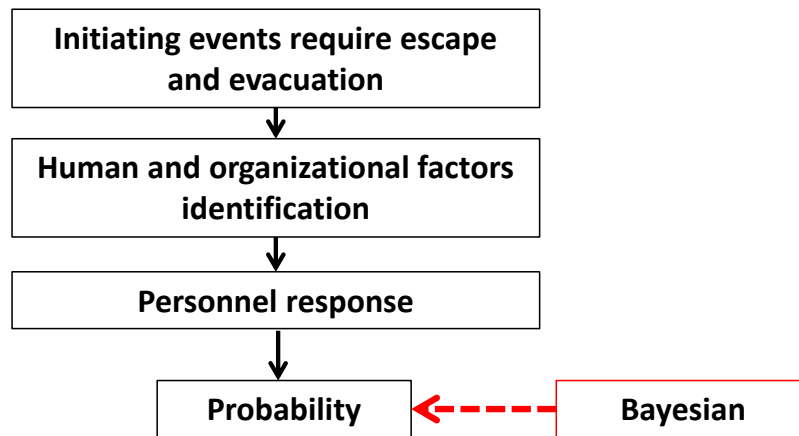 Initiating events require escape
and evacuation
Human and organizational factors
identification
Personnel response
Probability
Bayesian